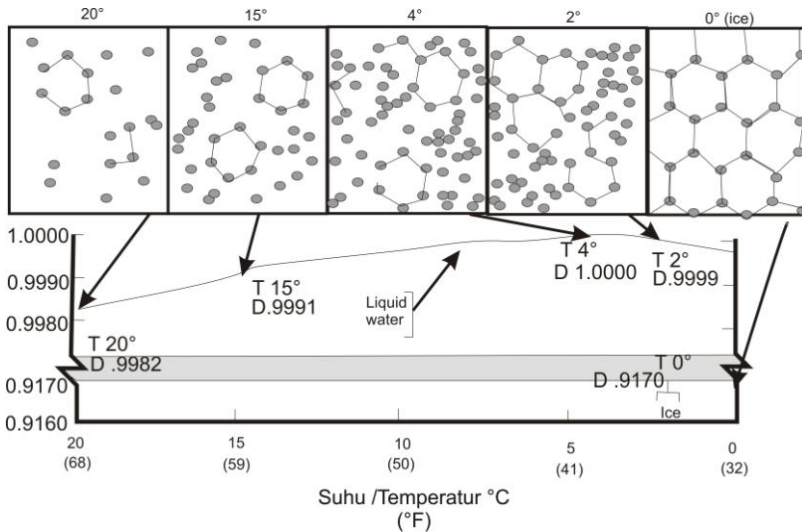 20° 15° 4° 2° 0° (ice)
1.0000
0.9990
0.9980
0.9170
0.9160
T 15°
D.9991
T 4°
D 1.0000
T 2°
D.9999
Liquid
water
T 20°
D .9982
T 0°
D .9170
Ice
20 15 10 5 0
(68) (59) (50) (41) (32)
Suhu /Temperatur °C
(°F)